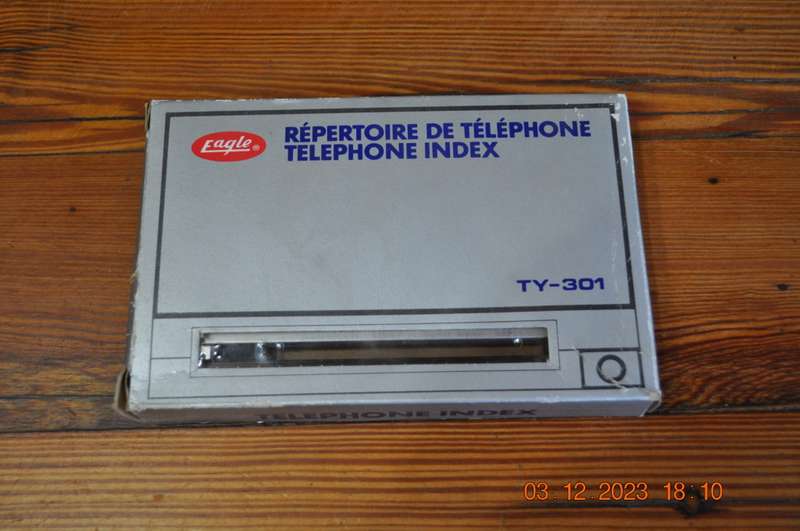 Eagle®
RÉPERTOIRE DE TÉLÉPHONE
TELEPHONE INDEX
TY-301
TELEPHONE INDEX
03.12.2023 18:10